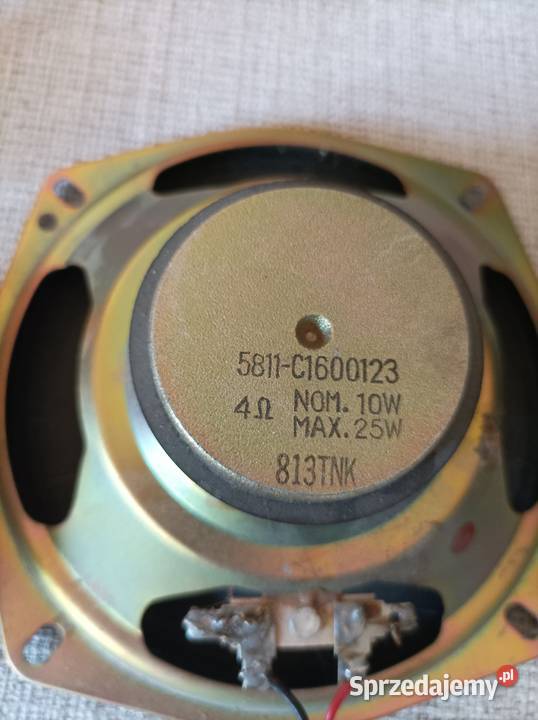 5811-C1600123
4Ω NOM. 10W
MAX. 25W
813TNK
Sprzedajemy.pl